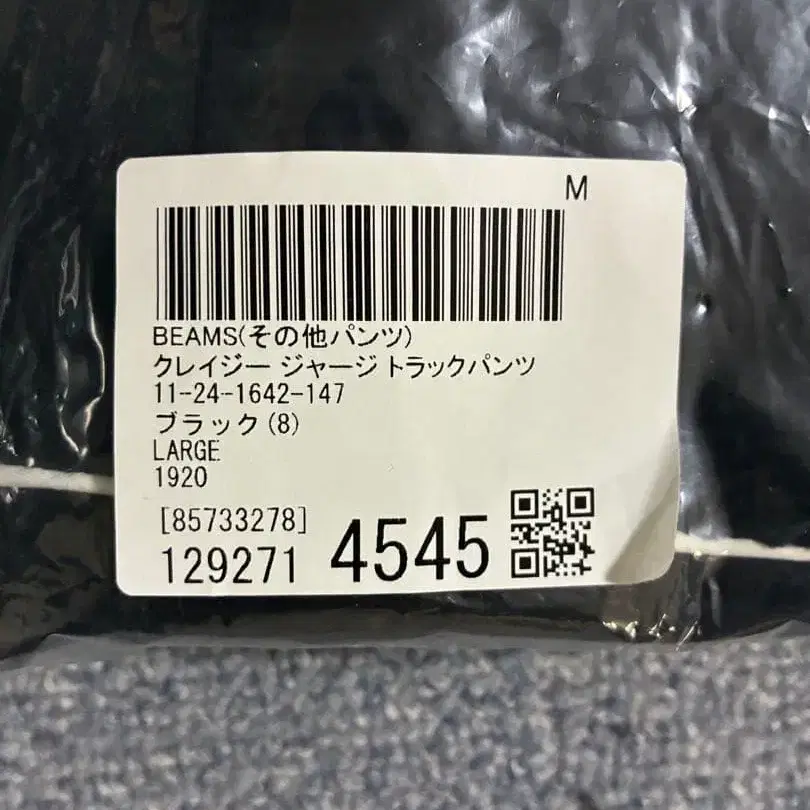 M
BEAMS(その他パンツ)
クレイジー ジャージ トラックパンツ
11-24-1642-147
ブラック(8)
LARGE
1920
[85733278]
129271 4545